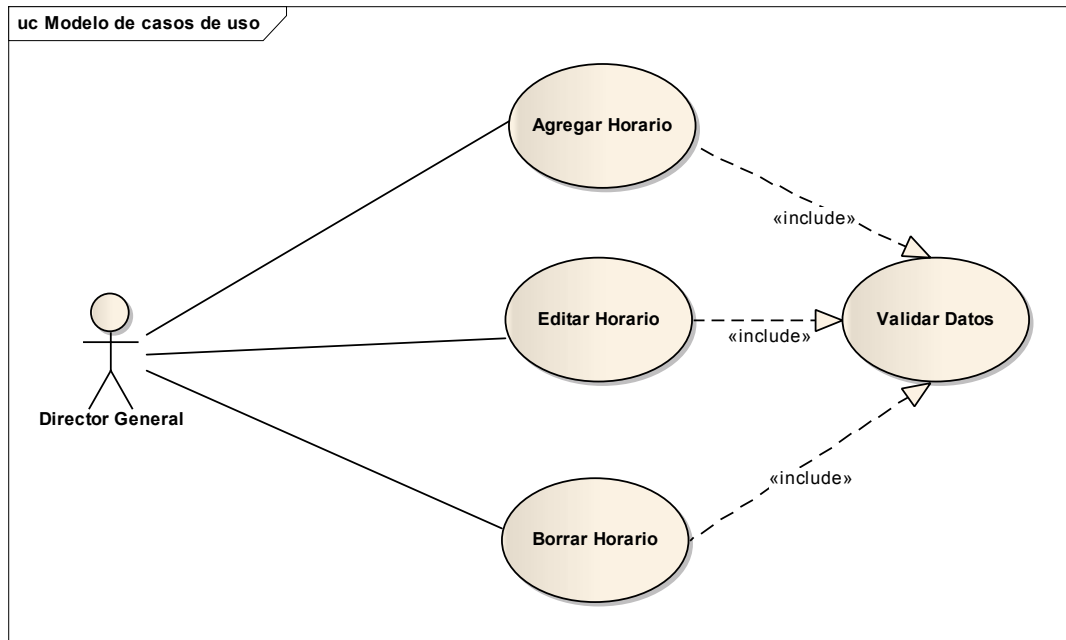 uc Modelo de casos de uso
Agregar Horario
«include»
Editar Horario
«include»
Validar Datos
Director General
«include»
Borrar Horario